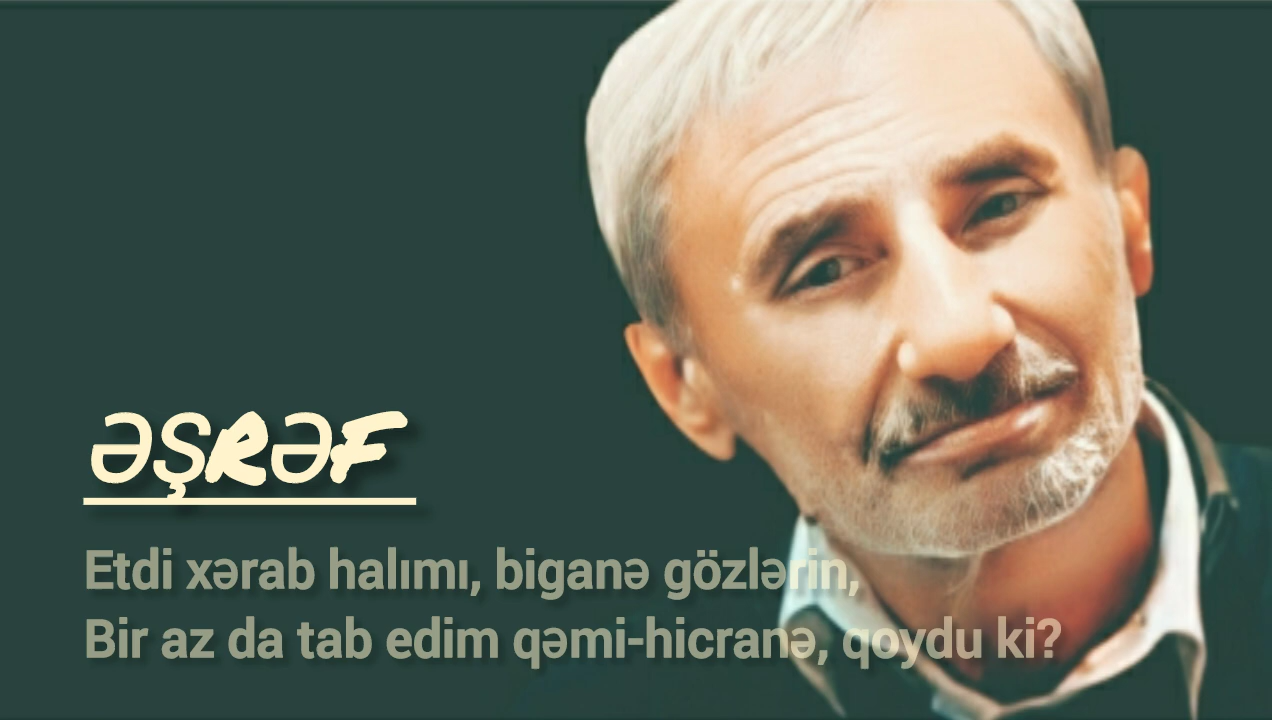 ƏŞRƏF
Etdi xərab halımı, biganə gözlərin,
Bir az da tab edim qəmi-hicranə, qoydu ki?